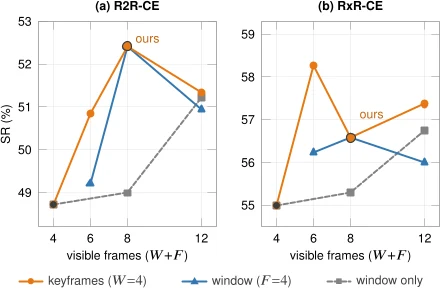 (a) R2R-CE
(b) RxR-CE
53
52
51
50
49
SR (%)
ours
4
6
8
12
visible frames (W+F)
59
58
57
56
55
ours
4
6
8
12
visible frames (W+F)
keyframes (W=4)
window (F=4)
window only